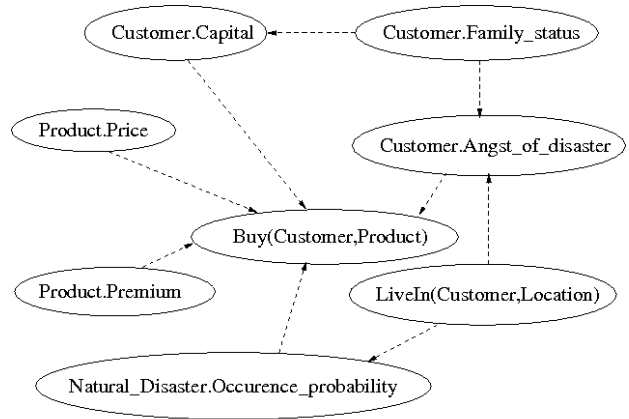 Customer.Capital
Customer.Family_status
Product.Price
Customer.Angst_of_disaster
Buy(Customer,Product)
Product.Premium
LiveIn(Customer,Location)
Natural_Disaster.Occurence_probability